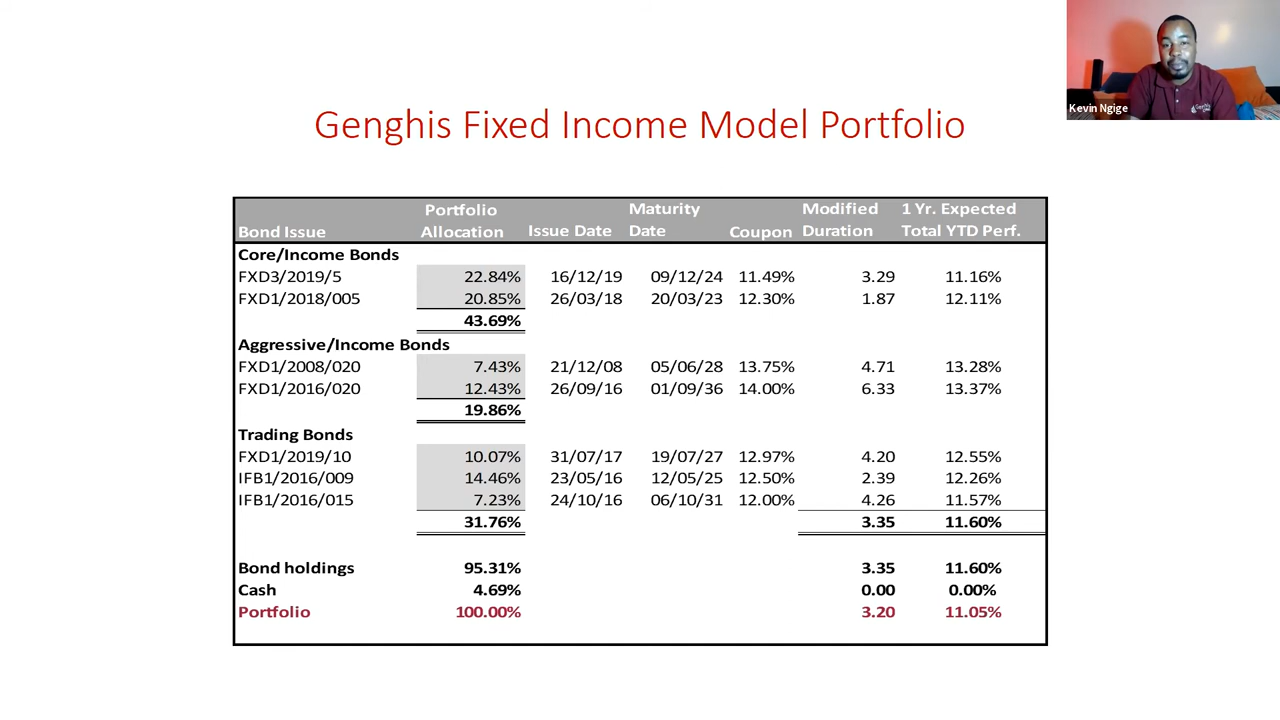 Kevin Ngige
Genghis Fixed Income Model Portfolio
Bond Issue Portfolio Allocation Issue Date Maturity Date Coupon Modified Duration 1 Yr. Expected Total YTD Perf.
Core/Income Bonds
FXD3/2019/5 22.84% 16/12/19 09/12/24 11.49% 3.29 11.16%
FXD1/2018/005 20.85% 26/03/18 20/03/23 12.30% 1.87 12.11%
43.69%
Aggressive/Income Bonds
FXD1/2008/020 7.43% 21/12/08 05/06/28 13.75% 4.71 13.28%
FXD1/2016/020 12.43% 26/09/16 01/09/36 14.00% 6.33 13.37%
19.86%
Trading Bonds
FXD1/2019/10 10.07% 31/07/17 19/07/27 12.97% 4.20 12.55%
IFB1/2016/009 14.46% 23/05/16 12/05/25 12.50% 2.39 12.26%
IFB1/2016/015 7.23% 24/10/16 06/10/31 12.00% 4.26 11.57%
31.76% 3.35 11.60%
Bond holdings 95.31% 3.35 11.60%
Cash 4.69% 0.00 0.00%
Portfolio 100.00% 3.20 11.05%